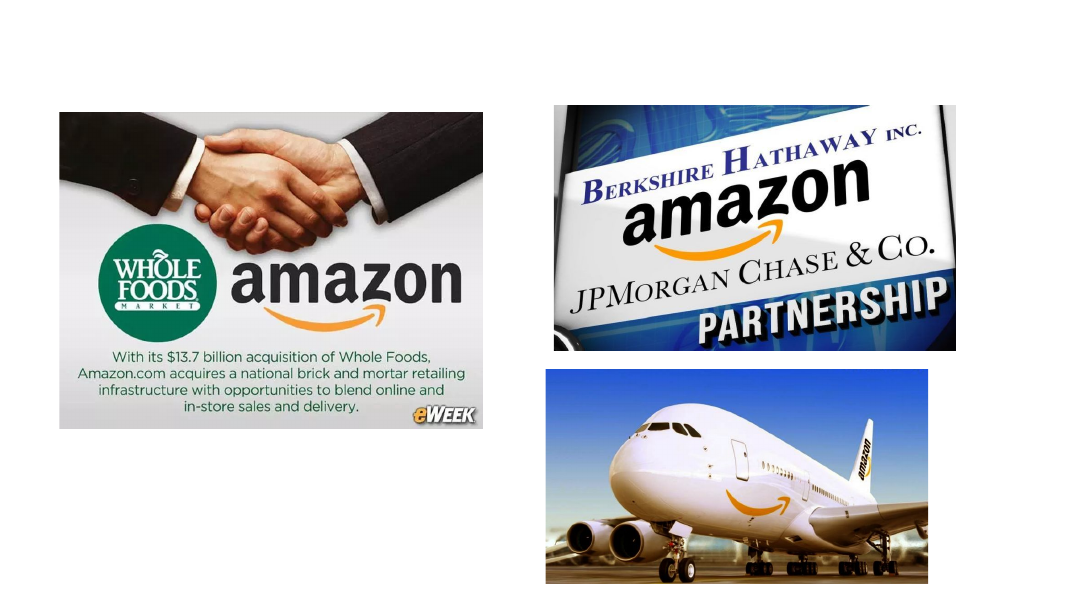 WHOLE
FOODS
MARKET
amazon
With its $13.7 billion acquisition of Whole Foods,
Amazon.com acquires a national brick and mortar retailing
infrastructure with opportunities to blend online and
in-store sales and delivery.
eWEEK
BERKSHIRE HATHAWAY INC.
amazon
JPMORGAN CHASE & CO.
PARTNERSHIP
amazon